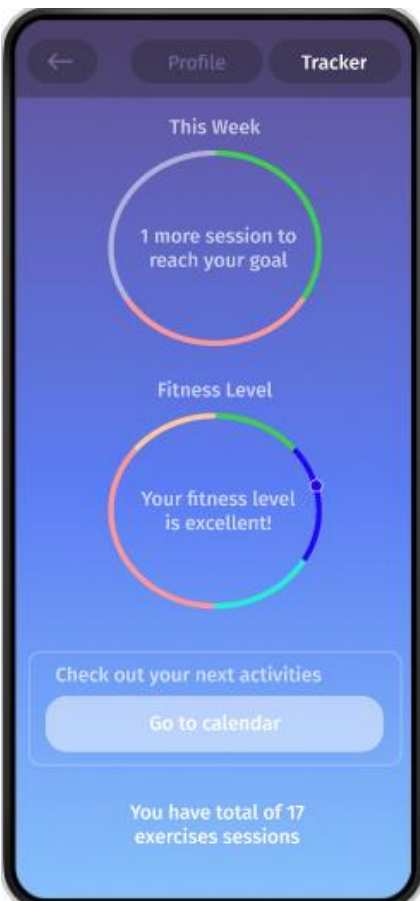 Profile
Tracker
This Week
1 more session to
reach your goal
Fitness Level
Your fitness level
is excellent!
Check out your next activities
Go to calendar
You have total of 17
exercises sessions